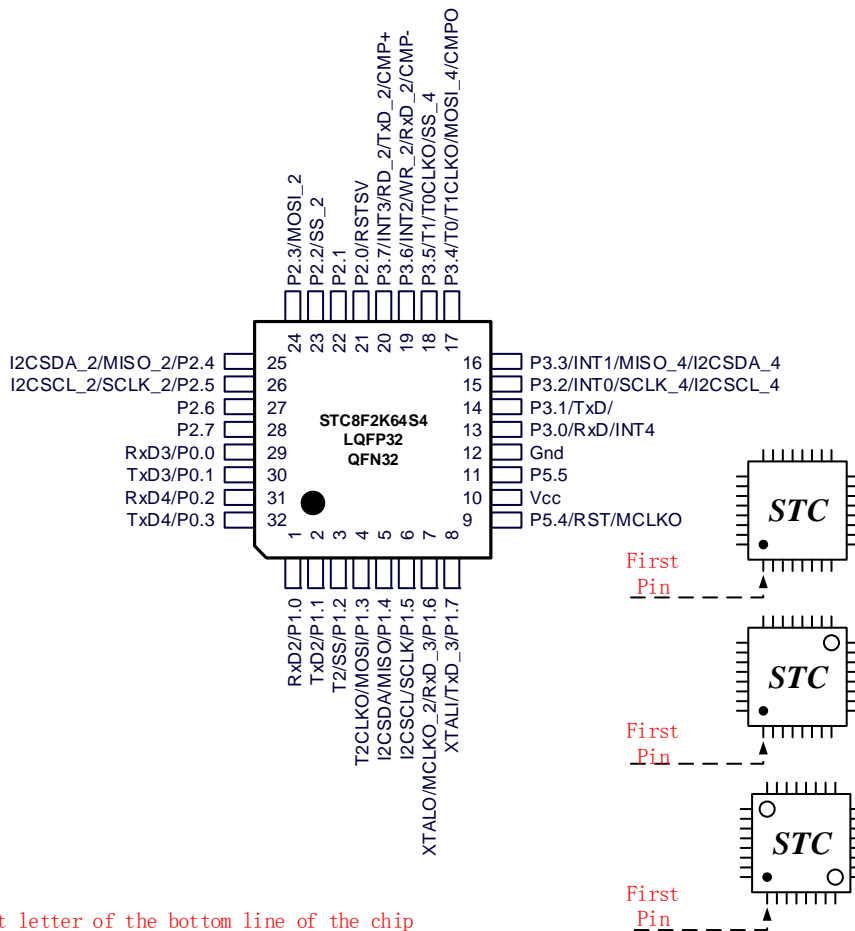 P2.3/MOSI_2
P2.2/SS_2
P2.1
P2.0/RSTSV
P3.7/INT3/RD_2/TxD_2/CMP+
P3.6/INT2/WR_2/RxD_2/CMP-
P3.5/T1/T0CLKO/SS_4
P3.4/T0/T1CLKO/MOSI_4/CMPO
24
23
22
21
20
19
18
17
I2CSDA_2/MISO_2/P2.4
I2CSCL_2/SCLK_2/P2.5
P2.6
P2.7
RxD3/P0.0
TxD3/P0.1
RxD4/P0.2
TxD4/P0.3
25
26
27
28
29
30
31
32
STC8F2K64S4
LQFP32
QFN32
16
15
14
13
12
11
10
9
P3.3/INT1/MISO_4/I2CSDA_4
P3.2/INT0/SCLK_4/I2CSCL_4
P3.1/TxD/
P3.0/RxD/INT4
Gnd
P5.5
Vcc
P5.4/RST/MCLKO
1
2
3
4
5
6
7
8
RxD2/P1.0
TxD2/P1.1
T2/SS/P1.2
T2CLKO/MOSI/P1.3
I2CSDA/MISO/P1.4
I2CSCL/SCLK/P1.5
XTALO/MCLKO_2/RxD_3/P1.6
XTALI/TxD_3/P1.7
STC
First
Pin
STC
First
Pin
STC
First
Pin
letter of the bottom line of the chip